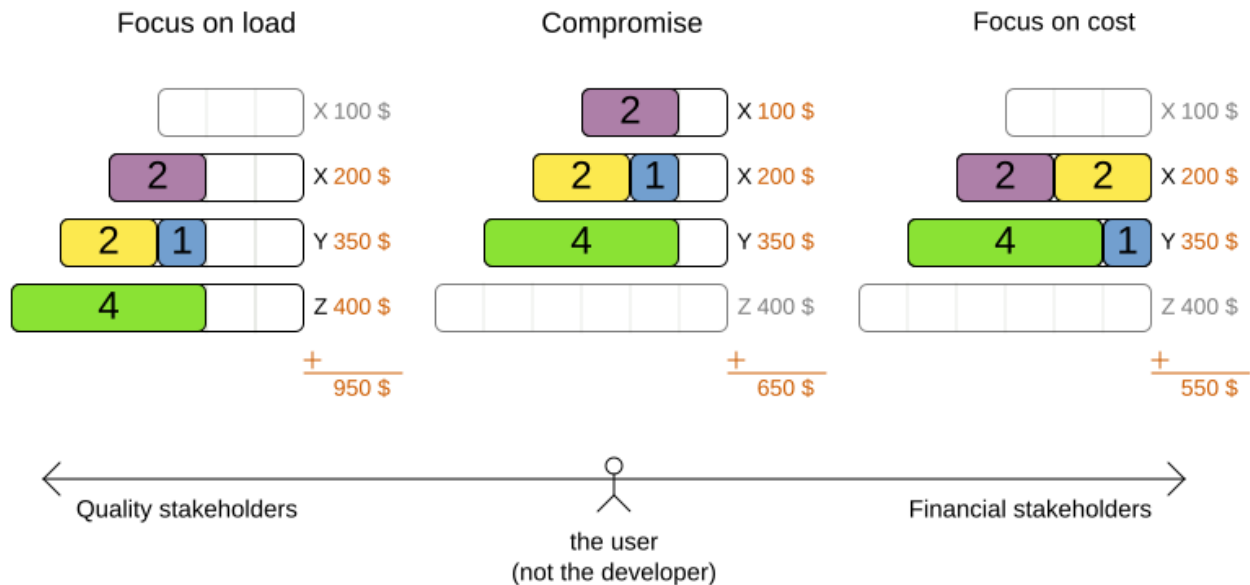 Focus on load
Compromise
Focus on cost
X 100 $
2
X 100 $
X 100 $
2
X 200 $
2 1
X 200 $
2 2
X 200 $
2 1
Y 350 $
4
Y 350 $
4 1
Y 350 $
4
Z 400 $
Z 400 $
Z 400 $
+
950 $
+
650 $
+
550 $
Quality stakeholders
Financial stakeholders
the user
(not the developer)